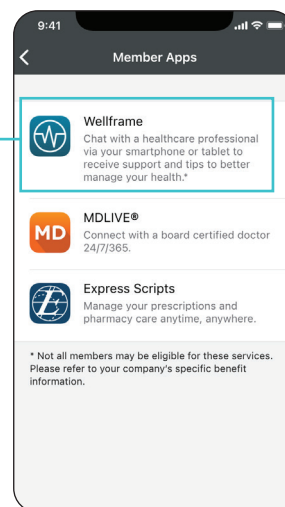 9:41
Member Apps
Wellframe
Chat with a healthcare professional
via your smartphone or tablet to
receive support and tips to better
manage your health.*
MD
MDLIVE®
Connect with a board certified doctor
24/7/365.
Express Scripts
Manage your prescriptions and
pharmacy care anytime, anywhere.
* Not all members may be eligible for these services.
Please refer to your company's specific benefit
information.